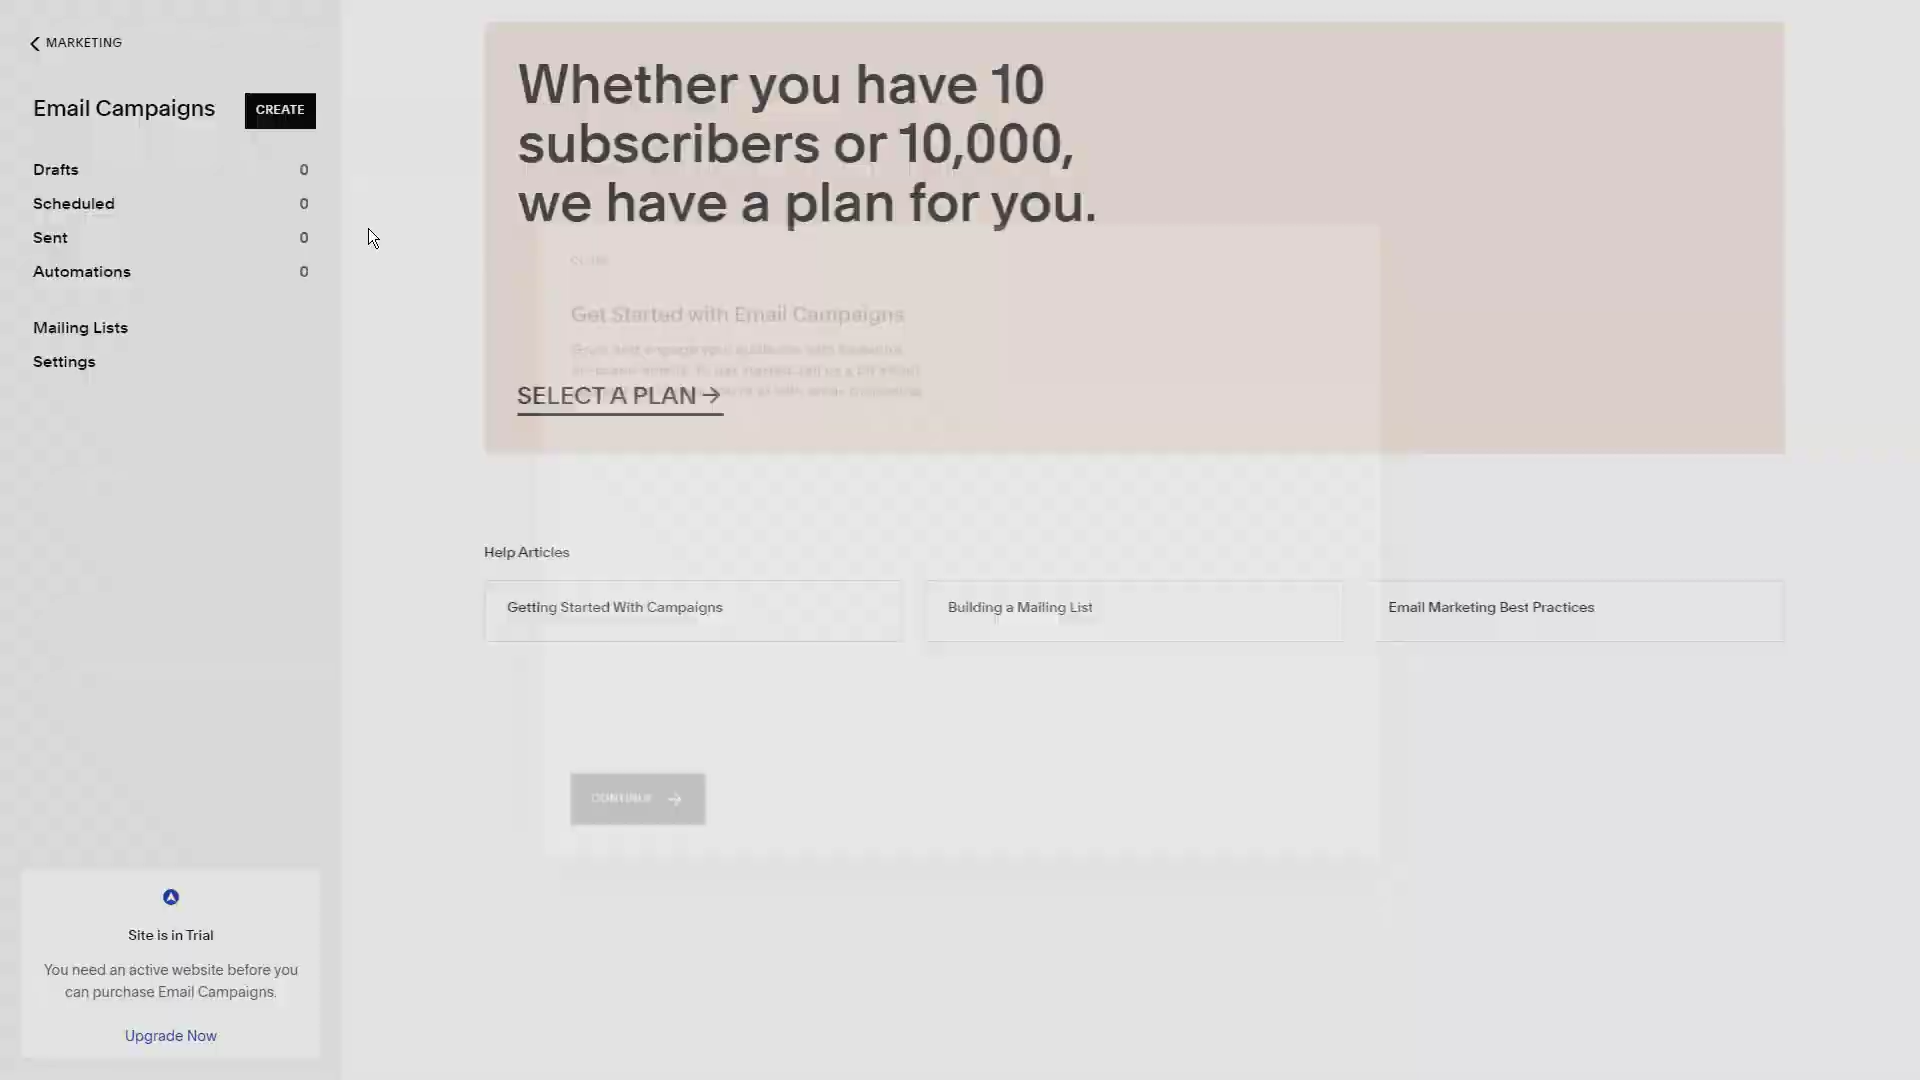 MARKETING
Email Campaigns
CREATE
Drafts 0
Scheduled 0
Sent 0
Automations 0
Mailing Lists
Settings
Site is in Trial
You need an active website before you
can purchase Email Campaigns.
Upgrade Now
Whether you have 10
subscribers or 10,000,
we have a plan for you.
Get Started with Email Campaigns
SELECT A PLAN →
Help Articles
Getting Started With Campaigns
Building a Mailing List
Email Marketing Best Practices
CONTINUE →